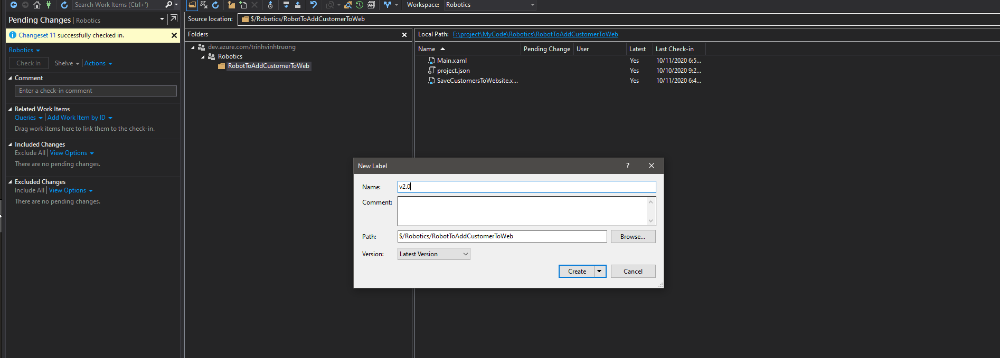 Search Work Items (Ctrl+')
Workspace: Robotics
Pending Changes | Robotics
Source location: $/Robotics/RobotToAddCustomerToWeb
Changeset 11 successfully checked in.
Robotics
Check In Shelve Actions
Comment
Enter a check-in comment
Related Work Items
Queries Add Work Item by ID
Drag work items here to link them to the check-in.
Included Changes
Exclude All View Options
There are no pending changes.
Excluded Changes
Include All View Options
There are no pending changes.
Folders
dev.azure.com/trinhvinhtruong
Robotics
RobotToAddCustomerToWeb
Local Path: F:\project\MyCode\Robotics\RobotToAddCustomerToWeb
Name Pending Change User Latest Last Check-in
Main.xaml Yes 10/11/2020 6:5...
project.json Yes 10/10/2020 9:2...
SaveCustomersToWebsite.x... Yes 10/11/2020 6:4...
New Label ?
Name: v2.0
Comment:
Path: $/Robotics/RobotToAddCustomerToWeb Browse...
Version: Latest Version
Create Cancel